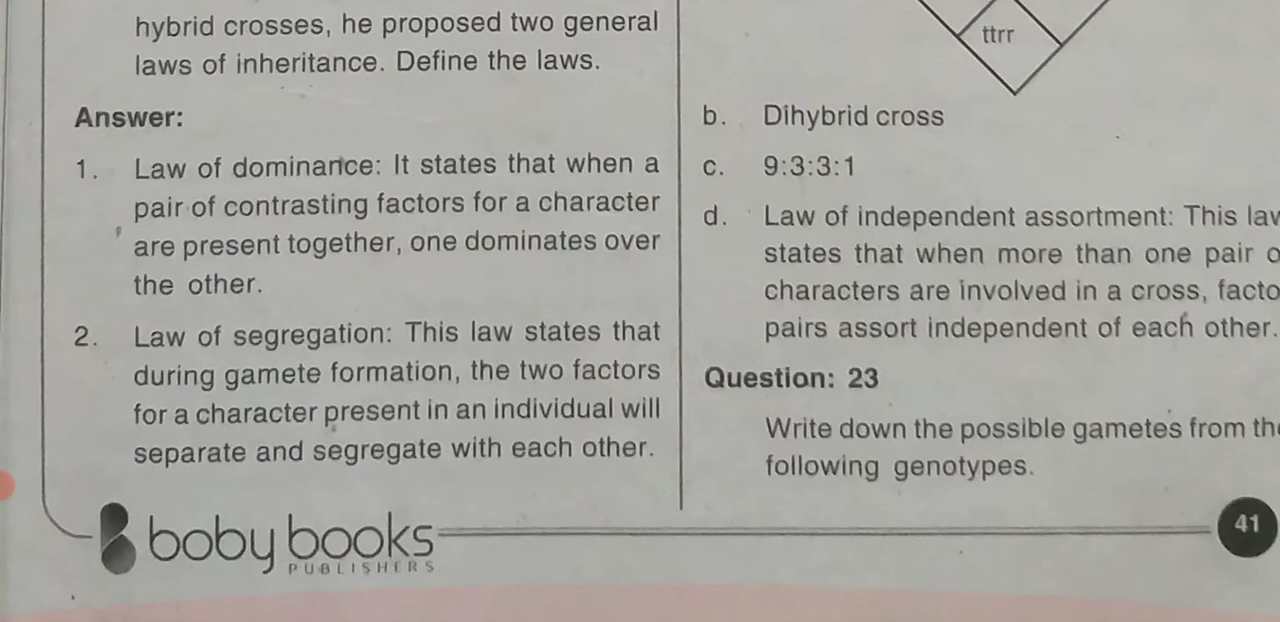 hybrid crosses, he proposed two general
laws of inheritance. Define the laws.
Answer:
1. Law of dominance: It states that when a
pair of contrasting factors for a character
are present together, one dominates over
the other.
2. Law of segregation: This law states that
during gamete formation, the two factors
for a character present in an individual will
separate and segregate with each other.
ttrr
b. Dihybrid cross
c. 9:3:3:1
d. Law of independent assortment: This
states that when more than one pair
characters are involved in a cross,
pairs assort independent of each other.
Question: 23
Write down the possible gametes from
following genotypes.
boby books
PUBLISHERS
41